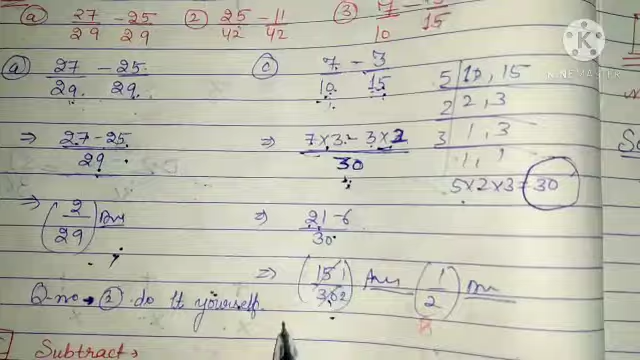 (a) 27/29 - 25/29 (2) 25/42 - 11/42 3 7/10 - /15
(a) 27/29 - 25/29
⇒ 27-25/29
⇒ (2/29) Ans
Q-no → (2) do It yourself.
(c) 7/10 - 3/15
⇒ 7×3 - 3×2/30
⇒ 21-6/30
⇒ (15 1/30 2) Ans (1/2) Ans
5 | 10, 15
2 | 2, 3
3 | 1, 3
1, 1
5×2×3 = 30
KINEMASTER
Subtract